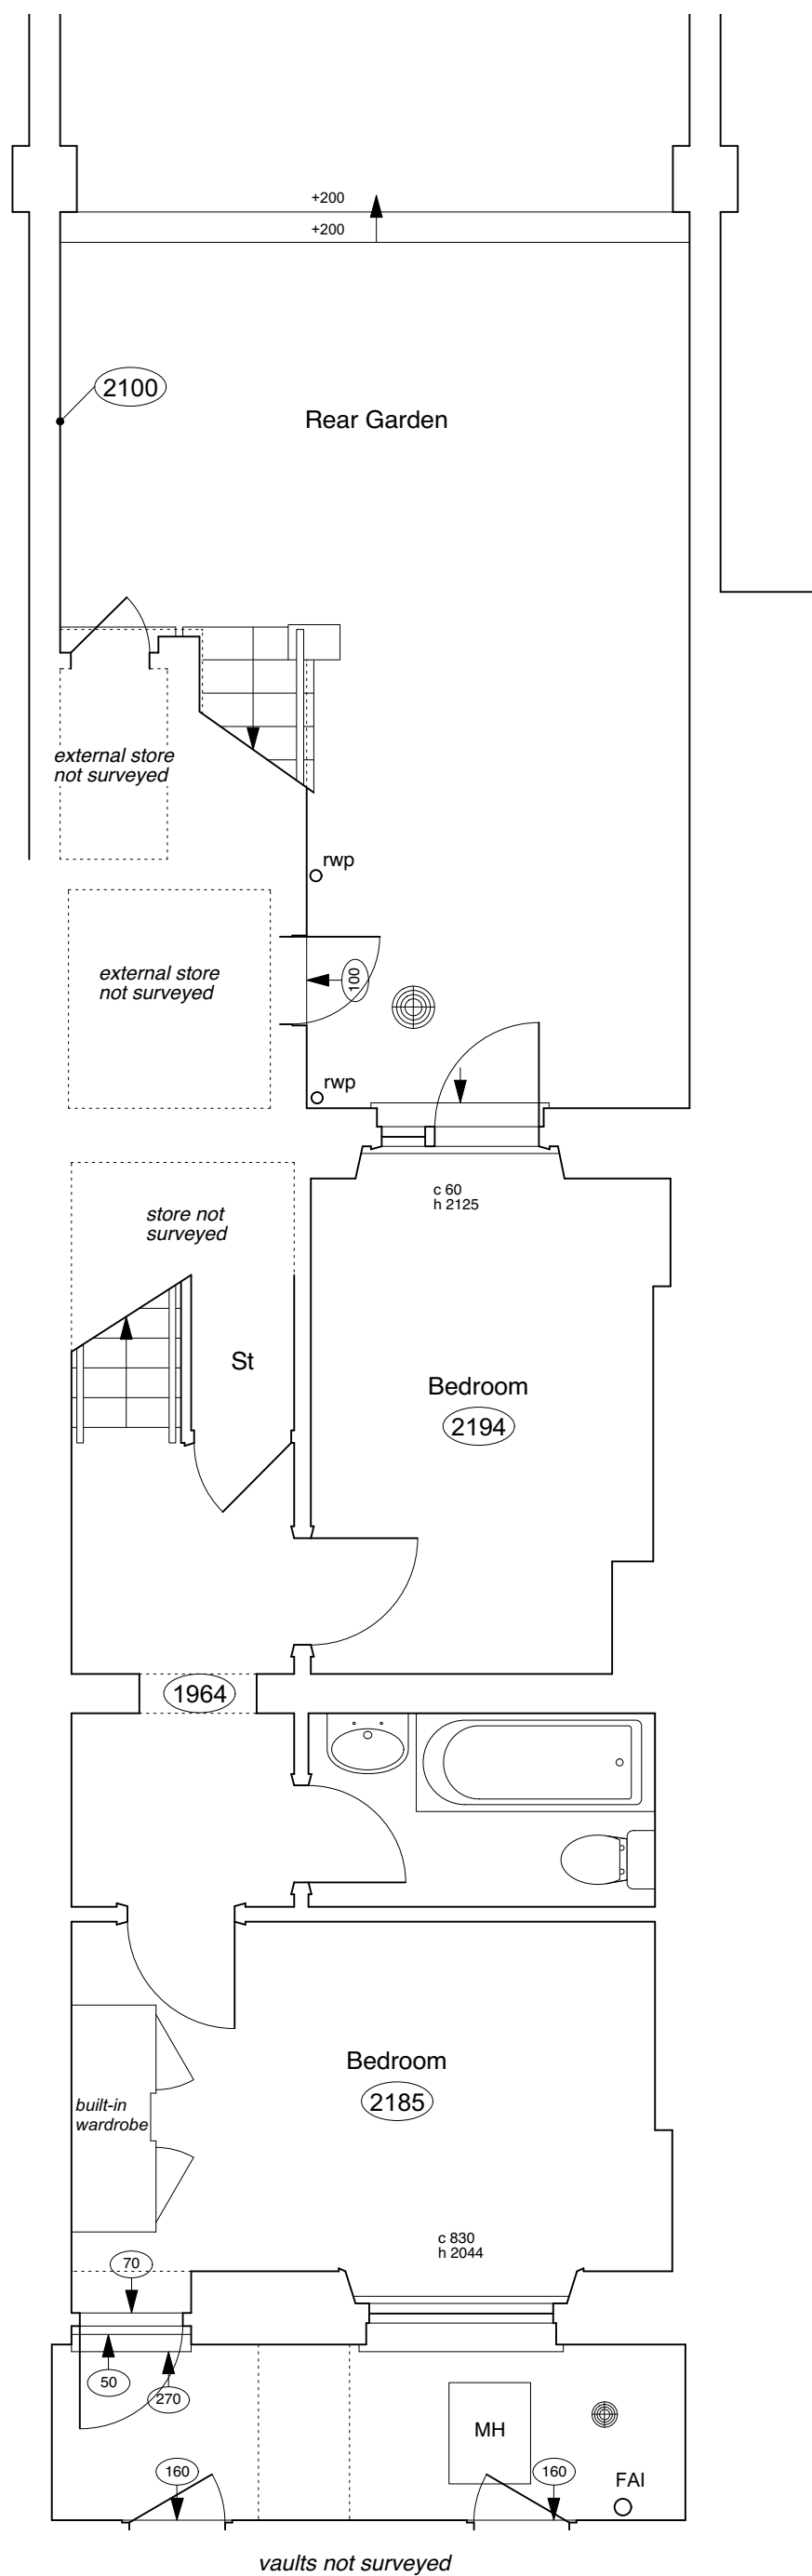 +200
+200
2100
Rear Garden
external store
not surveyed
rwp
external store
not surveyed
100
rwp
c 60
h 2125
store not
surveyed
St
Bedroom
2194
1964
Bedroom
2185
built-in
wardrobe
c 830
h 2044
70
50
270
MH
160
160
FAI
vaults not surveyed